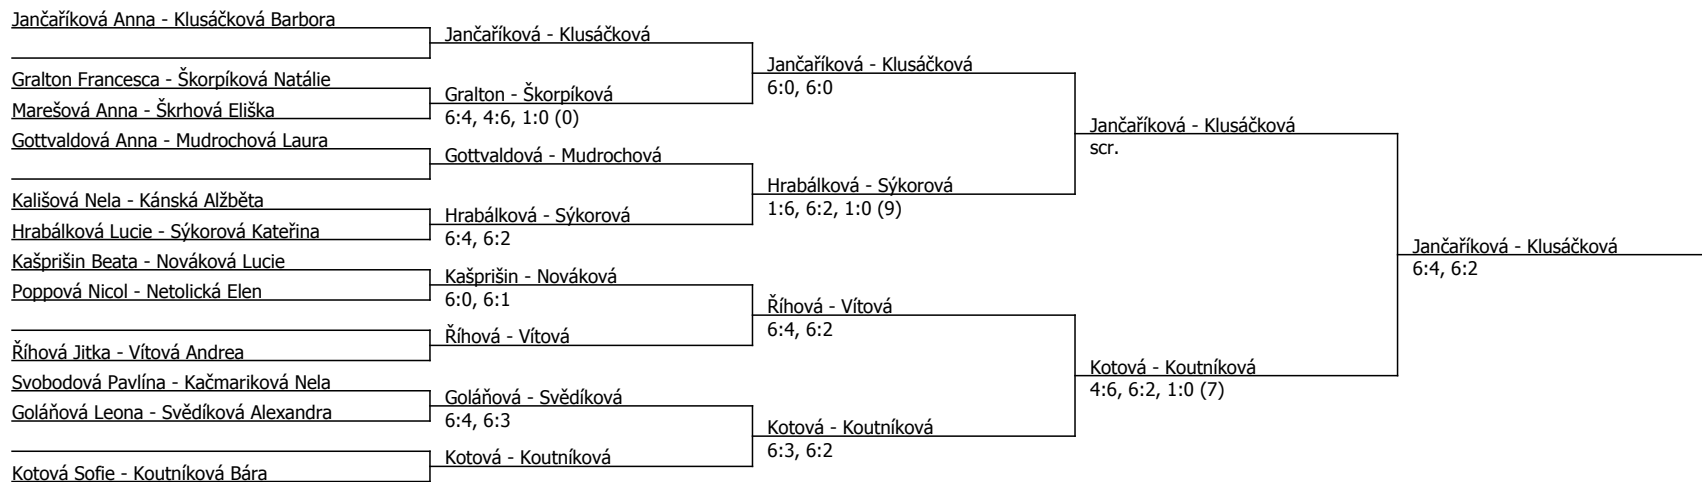 Jančaříková Anna - Klusáčková Barbora
Gralton Francesca - Škorpíková Natálie
Marešová Anna - Škrhová Eliška
Gottvaldová Anna - Mudrochová Laura
Kališová Nela - Kánská Alžběta
Hrabálková Lucie - Sýkorová Kateřina
Kašprišin Beata - Nováková Lucie
Poppová Nicol - Netolická Elen
Říhová Jitka - Vítová Andrea
Svobodová Pavlína - Kačmariková Nela
Goláňová Leona - Svědíková Alexandra
Kotová Sofie - Koutníková Bára
Jančaříková - Klusáčková
Gralton - Škorpíková
6:4, 4:6, 1:0 (0)
Gottvaldová - Mudrochová
Hrabálková - Sýkorová
6:4, 6:2
Kašprišin - Nováková
6:0, 6:1
Říhová - Vítová
Goláňová - Svědíková
6:4, 6:3
Kotová - Koutníková
Jančaříková - Klusáčková
6:0, 6:0
Hrabálková - Sýkorová
1:6, 6:2, 1:0 (9)
Říhová - Vítová
6:4, 6:2
Kotová - Koutníková
6:3, 6:2
Jančaříková - Klusáčková
scr.
Kotová - Koutníková
4:6, 6:2, 1:0 (7)
Jančaříková - Klusáčková
6:4, 6:2